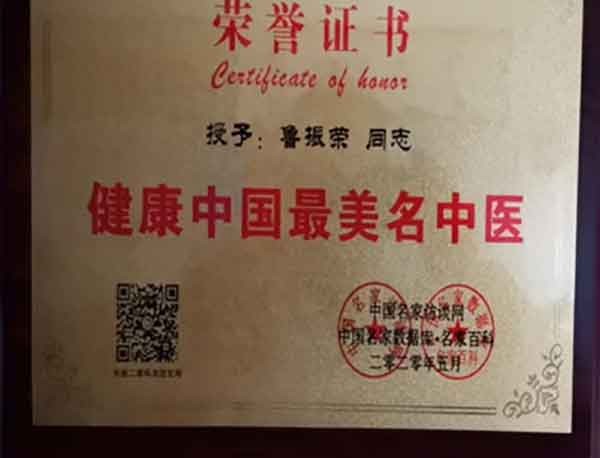 荣誉证书
Certificate of honor
授予：鲁振荣 同志
健康中国最美名中医
中国名家访谈网
中国名家数据库·名家百科
二零二零年五月